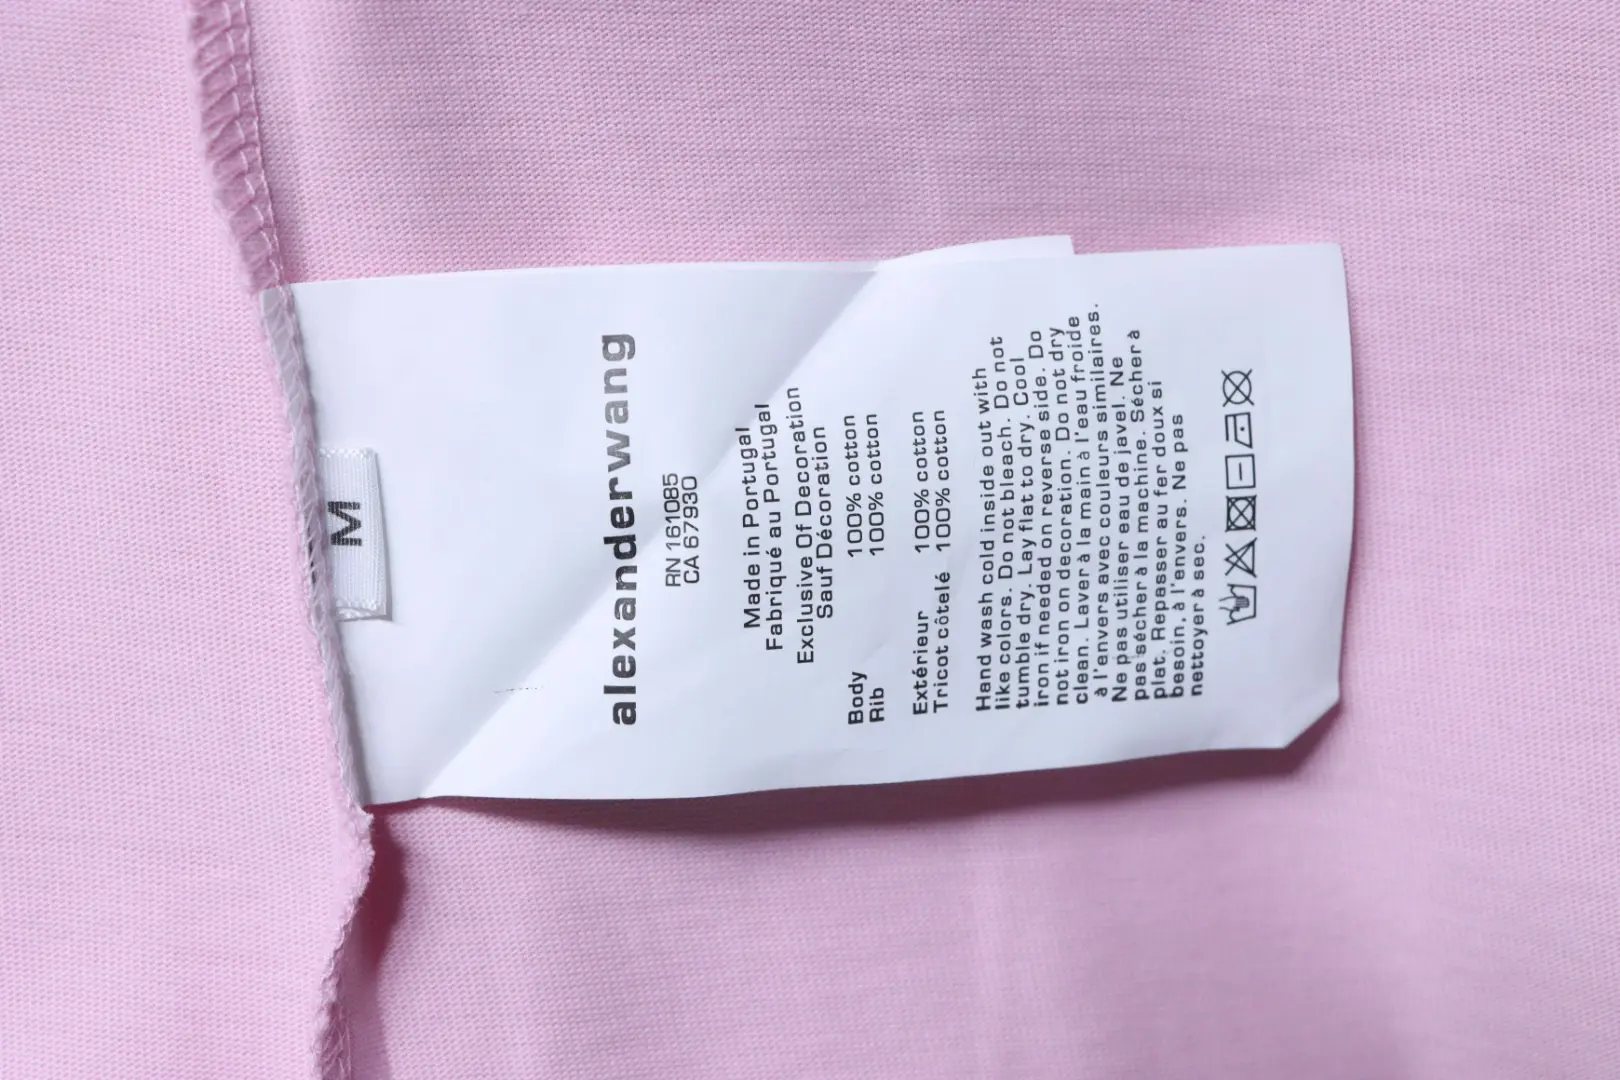 M
alexanderwang
RN 161085
CA 67930
Made in Portugal
Fabriqué au Portugal
Exclusive Of Decoration
Sauf Décoration
Body 100% cotton
Rib 100% cotton
Extérieur 100% cotton
Tricot côtelé 100% cotton
Hand wash cold inside out with
like colors. Do not bleach. Do not
tumble dry. Lay flat to dry. Cool
iron if needed on reverse side. Do
not iron on decoration. Do not dry
clean. Laver à la main à l'eau froide
à l'envers avec couleurs similaires.
Ne pas utiliser eau de javel. Ne
pas sécher à la machine. Sécher à
plat. Repasser au fer doux si
besoin, à l'envers. Ne pas
nettoyer à sec.